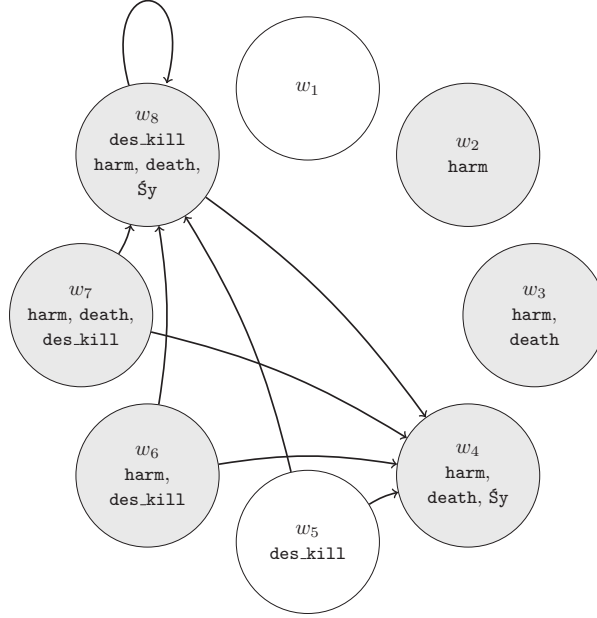 w₁
w₂
harm
w₃
harm,
death
w₄
harm,
death, Śy
w₅
des_kill
w₆
harm,
des_kill
w₇
harm, death,
des_kill
w₈
des_kill
harm, death,
Śy